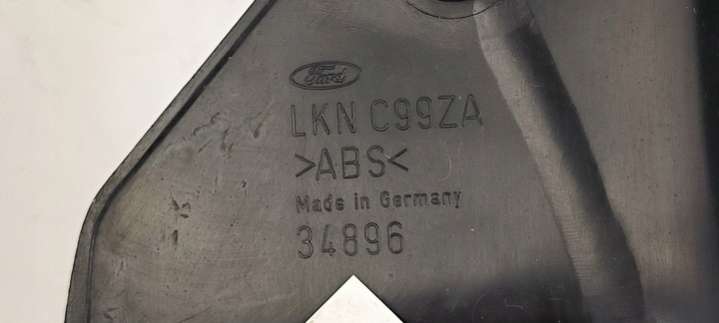 Ford
LKN C99ZA
>ABS<
Made in Germany
34896